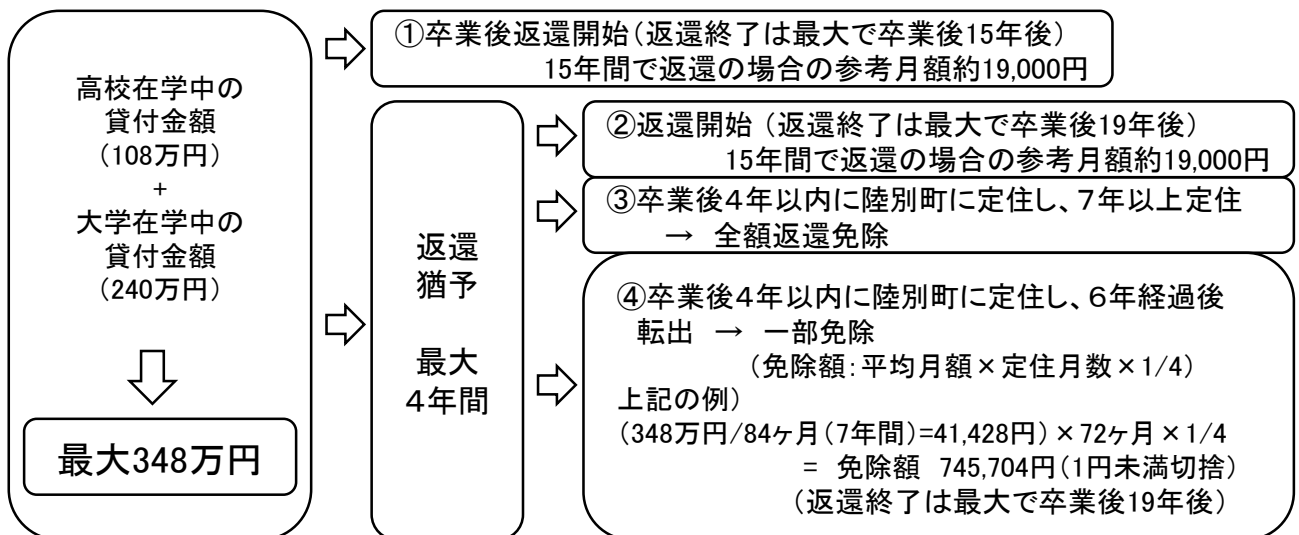 高校在学中の
貸付金額
（108万円）
+
大学在学中の
貸付金額
（240万円）
最大348万円
①卒業後返還開始（返還終了は最大で卒業後15年後）
15年間で返還の場合の参考月額約19,000円
返還
猶予
最大
４年間
②返還開始（返還終了は最大で卒業後19年後）
15年間で返還の場合の参考月額約19,000円
③卒業後４年以内に陸別町に定住し、７年以上定住
→ 全額返還免除
④卒業後４年以内に陸別町に定住し、６年経過後
転出 → 一部免除
（免除額：平均月額×定住月数×1/4）
上記の例）
（348万円/84ヶ月（7年間）=41,428円）×72ヶ月×1/4
= 免除額 745,704円（1円未満切捨）
（返還終了は最大で卒業後19年後）